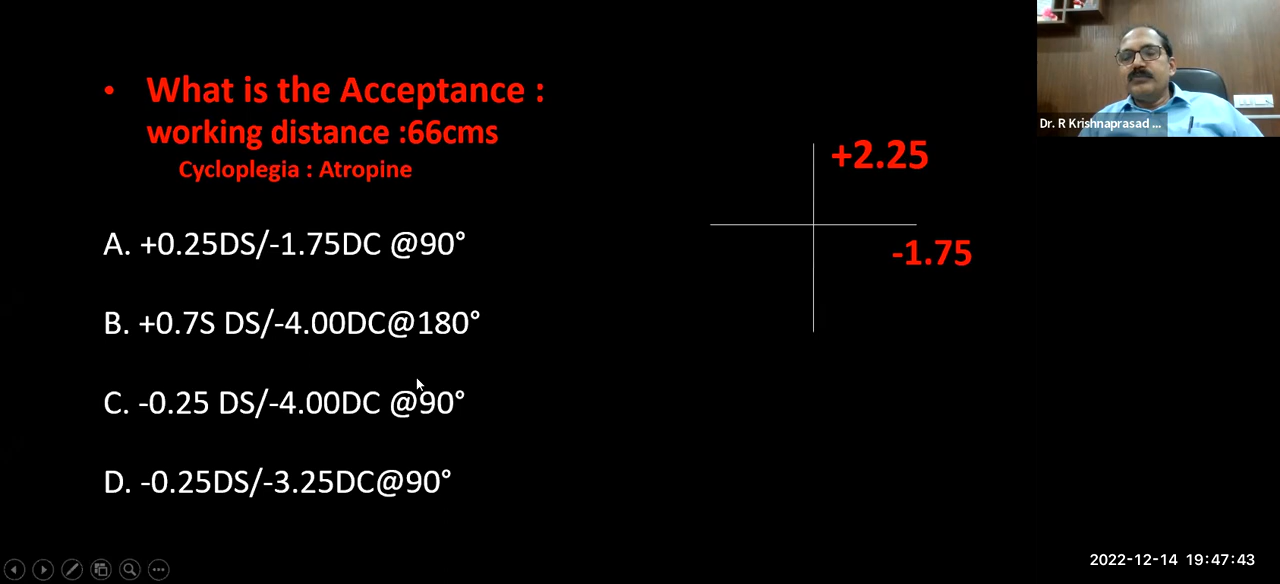 • What is the Acceptance :
working distance :66cms
Cycloplegia : Atropine
+2.25
-1.75
A. +0.25DS/-1.75DC @90°
B. +0.7S DS/-4.00DC@180°
C. -0.25 DS/-4.00DC @90°
D. -0.25DS/-3.25DC@90°
Dr. R Krishnaprasad ...
2022-12-14 19:47:43